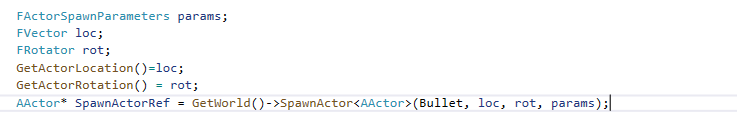 FActorSpawnParameters params;
FVector loc;
FRotator rot;
GetActorLocation()=loc;
GetActorRotation() = rot;
AActor* SpawnActorRef = GetWorld()->SpawnActor<AActor>(Bullet, loc, rot, params);